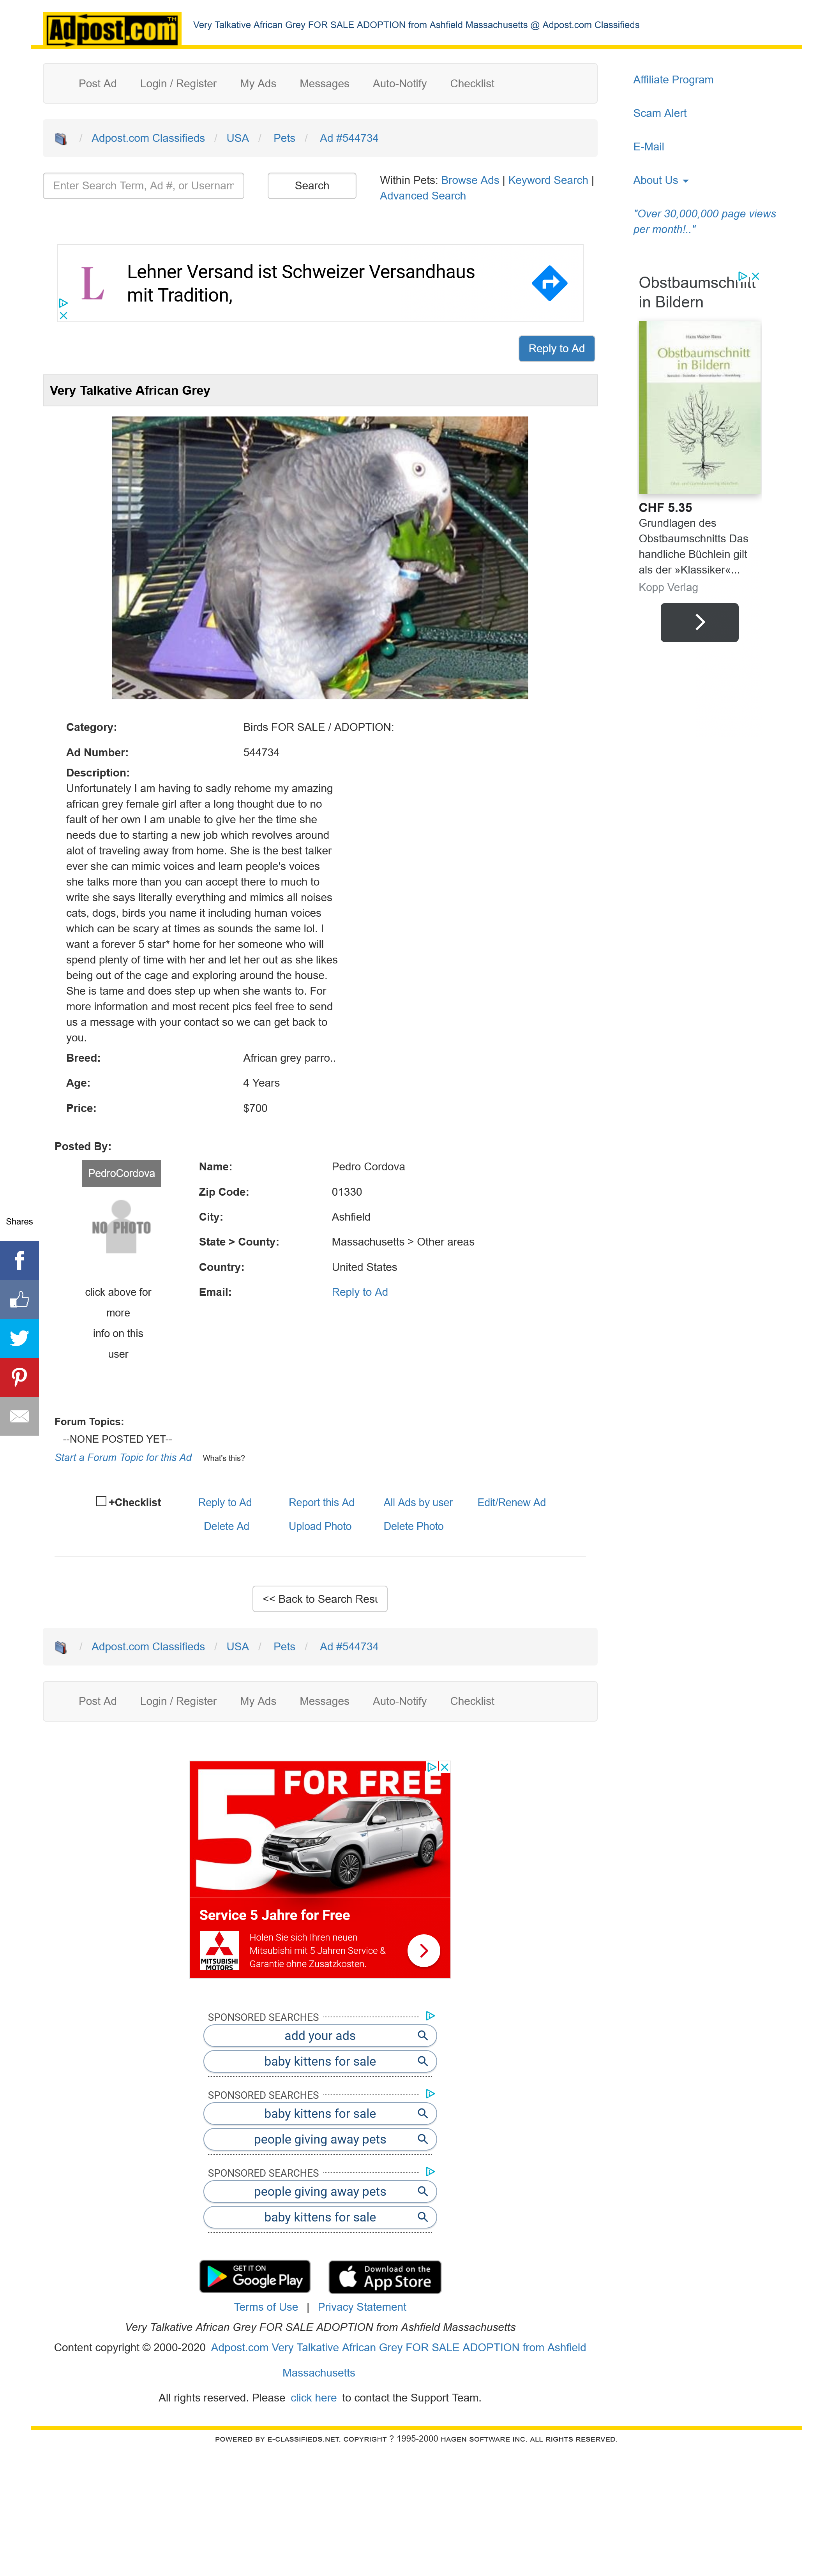 Adpost.com TM
Very Talkative African Grey FOR SALE ADOPTION from Ashfield Massachusetts @ Adpost.com Classifieds
Post Ad Login / Register My Ads Messages Auto-Notify Checklist
/ Adpost.com Classifieds / USA / Pets / Ad #544734
Enter Search Term, Ad #, or Usernam
Search
Within Pets: Browse Ads | Keyword Search |
Advanced Search
Affiliate Program
Scam Alert
E-Mail
About Us
"Over 30,000,000 page views
per month!.."
L
Lehner Versand ist Schweizer Versandhaus
mit Tradition,
Obstbaumschnitt
in Bildern
Obstbaumschnitt
in Bildern
CHF 5.35
Grundlagen des
Obstbaumschnitts Das
handliche Büchlein gilt
als der »Klassiker«...
Kopp Verlag
Reply to Ad
Very Talkative African Grey
Category: Birds FOR SALE / ADOPTION:
Ad Number: 544734
Description:
Unfortunately I am having to sadly rehome my amazing
african grey female girl after a long thought due to no
fault of her own I am unable to give her the time she
needs due to starting a new job which revolves around
alot of traveling away from home. She is the best talker
ever she can mimic voices and learn people's voices
she talks more than you can accept there to much to
write she says literally everything and mimics all noises
cats, dogs, birds you name it including human voices
which can be scary at times as sounds the same lol. I
want a forever 5 star* home for her someone who will
spend plenty of time with her and let her out as she likes
being out of the cage and exploring around the house.
She is tame and does step up when she wants to. For
more information and most recent pics feel free to send
us a message with your contact so we can get back to
you.
Breed: African grey parro..
Age: 4 Years
Price: $700
Posted By:
PedroCordova
NO PHOTO
click above for
more
info on this
user
Name: Pedro Cordova
Zip Code: 01330
City: Ashfield
State > County: Massachusetts > Other areas
Country: United States
Email: Reply to Ad
Shares
Forum Topics:
--NONE POSTED YET--
Start a Forum Topic for this Ad What's this?
+Checklist Reply to Ad Report this Ad All Ads by user Edit/Renew Ad
Delete Ad Upload Photo Delete Photo
<< Back to Search Resu
/ Adpost.com Classifieds / USA / Pets / Ad #544734
Post Ad Login / Register My Ads Messages Auto-Notify Checklist
5 FOR FREE
Service 5 Jahre for Free
MITSUBISHI
MOTORS
Holen Sie sich Ihren neuen
Mitsubishi mit 5 Jahren Service &
Garantie ohne Zusatzkosten.
SPONSORED SEARCHES
add your ads
baby kittens for sale
SPONSORED SEARCHES
baby kittens for sale
people giving away pets
SPONSORED SEARCHES
people giving away pets
baby kittens for sale
GET IT ON
Google Play
Download on the
App Store
Terms of Use | Privacy Statement
Very Talkative African Grey FOR SALE ADOPTION from Ashfield Massachusetts
Content copyright © 2000-2020 Adpost.com Very Talkative African Grey FOR SALE ADOPTION from Ashfield
Massachusetts
All rights reserved. Please click here to contact the Support Team.
POWERED BY E-CLASSIFIEDS.NET. COPYRIGHT ? 1995-2000 HAGEN SOFTWARE INC. ALL RIGHTS RESERVED.